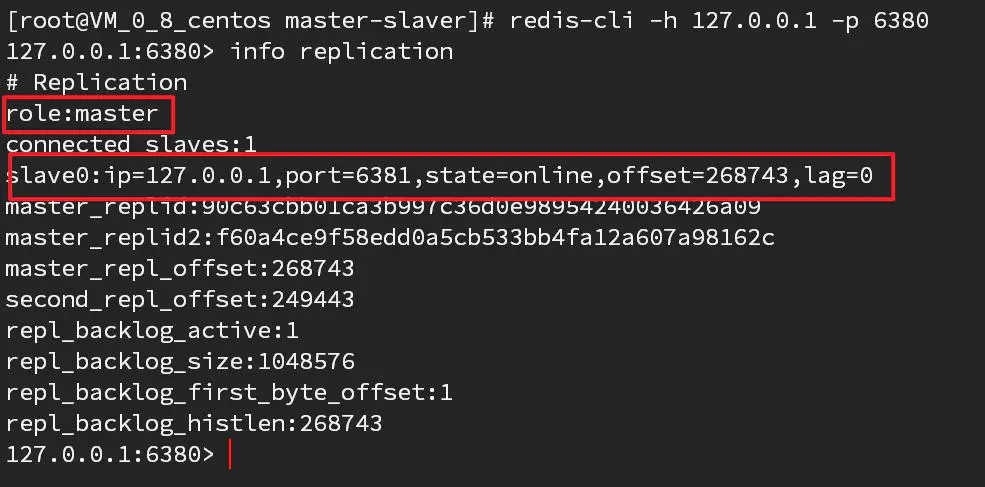 [root@VM_0_8_centos master-slaver]# redis-cli -h 127.0.0.1 -p 6380
127.0.0.1:6380> info replication
# Replication
role:master
connected_slaves:1
slave0:ip=127.0.0.1,port=6381,state=online,offset=268743,lag=0
master_replid:90c63cbb01ca3b997c36d0e98954240036426a09
master_replid2:f60a4ce9f58edd0a5cb533bb4fa12a607a98162c
master_repl_offset:268743
second_repl_offset:249443
repl_backlog_active:1
repl_backlog_size:1048576
repl_backlog_first_byte_offset:1
repl_backlog_histlen:268743
127.0.0.1:6380>